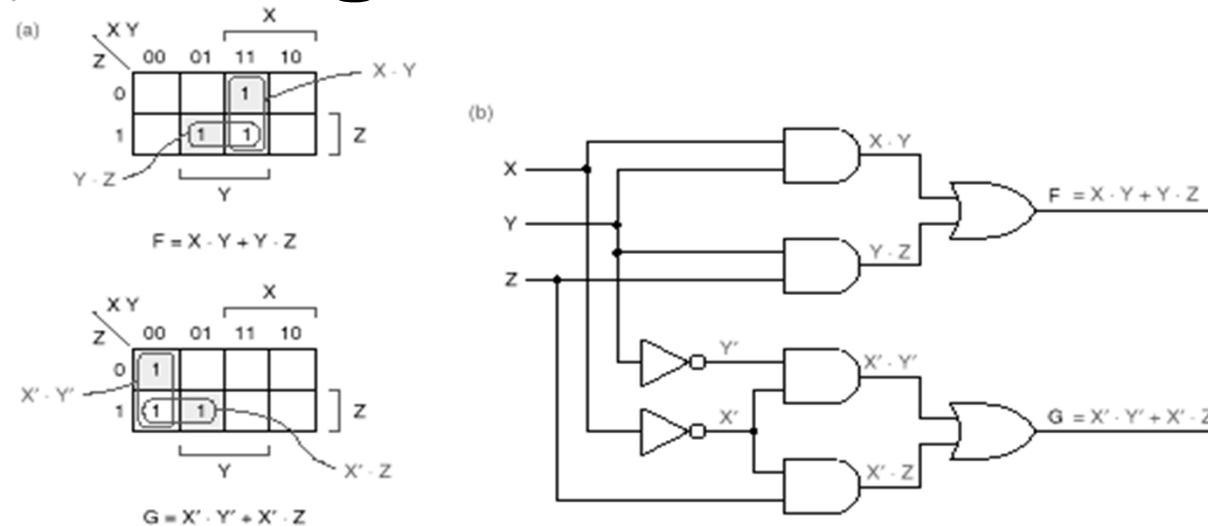 (a)
X
X Y
Z
00 01 11 10
0 1
X · Y
1 1 1 Z
Y · Z
Y
F = X · Y + Y · Z
X
X Y
Z
00 01 11 10
0 1
X′ · Y′
1 1 1 Z
Y
X′ · Z
G = X′ · Y′ + X′ · Z
(b)
X · Y
X
F = X · Y + Y · Z
Y
Y · Z
Z
Y′
X′ · Y′
X′
G = X′ · Y′ + X′ · Z
X′ · Z